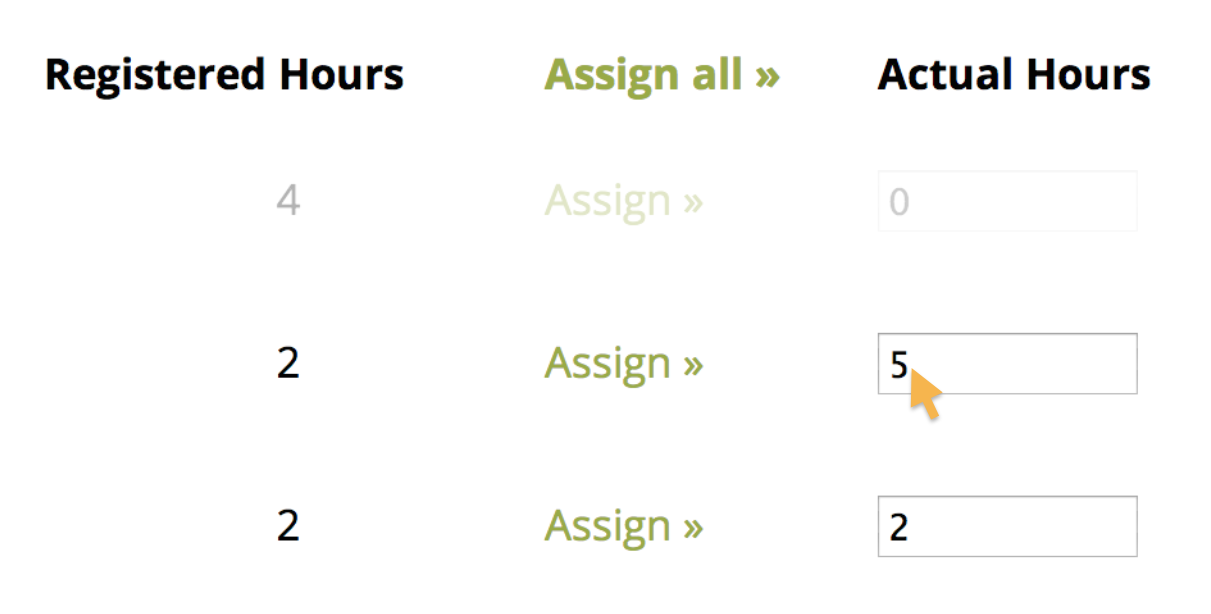 Registered Hours Assign all » Actual Hours
4 Assign » 0
2 Assign » 5
2 Assign » 2